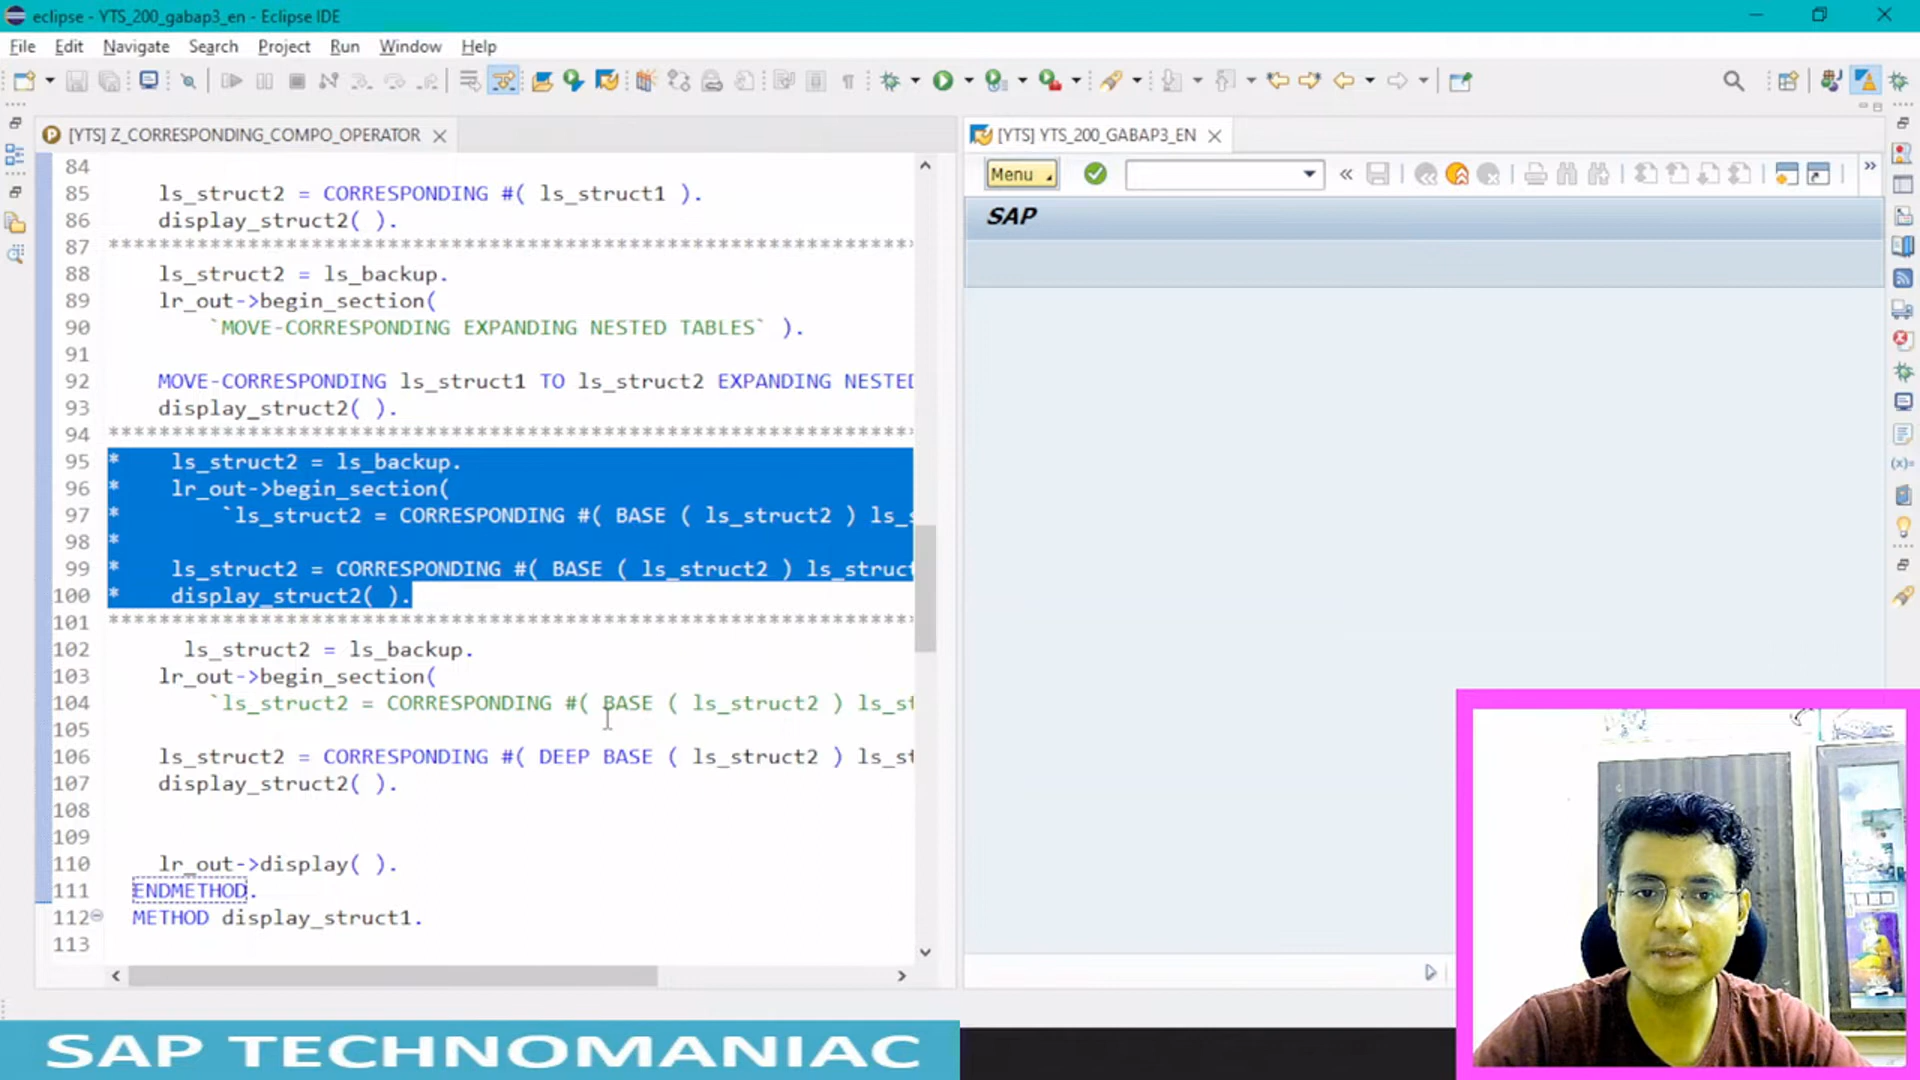 eclipse - YTS_200_gabap3_en - Eclipse IDE
File Edit Navigate Search Project Run Window Help
[YTS] Z_CORRESPONDING_COMPO_OPERATOR
[YTS] YTS_200_GABAP3_EN
Menu
SAP
84
85 ls_struct2 = CORRESPONDING #( ls_struct1 ).
86 display_struct2( ).
87 ****************************************************************
88 ls_struct2 = ls_backup.
89 lr_out->begin_section(
90 `MOVE-CORRESPONDING EXPANDING NESTED TABLES` ).
91
92 MOVE-CORRESPONDING ls_struct1 TO ls_struct2 EXPANDING NESTED
93 display_struct2( ).
94 ****************************************************************
95 * ls_struct2 = ls_backup.
96 * lr_out->begin_section(
97 * `ls_struct2 = CORRESPONDING #( BASE ( ls_struct2 ) ls_s
98 *
99 * ls_struct2 = CORRESPONDING #( BASE ( ls_struct2 ) ls_struct
100 * display_struct2( ).
101 ****************************************************************
102 ls_struct2 = ls_backup.
103 lr_out->begin_section(
104 `ls_struct2 = CORRESPONDING #( BASE ( ls_struct2 ) ls_st
105
106 ls_struct2 = CORRESPONDING #( DEEP BASE ( ls_struct2 ) ls_st
107 display_struct2( ).
108
109
110 lr_out->display( ).
111 ENDMETHOD.
112 METHOD display_struct1.
113
SAP TECHNOMANIAC